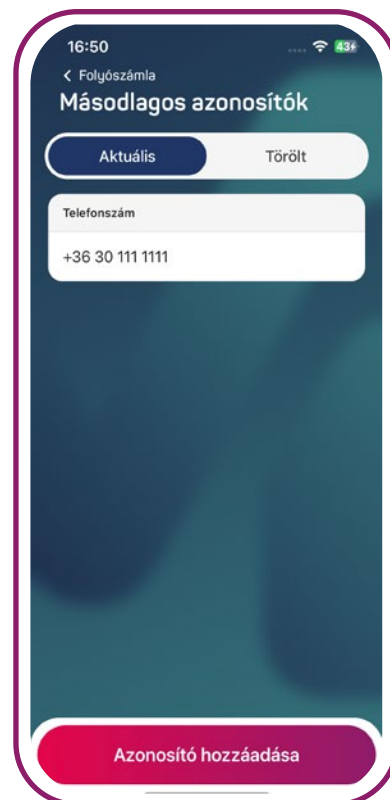 16:50
43
Folyószámla
Másodlagos azonosítók
Aktuális
Törölt
Telefonszám
+36 30 111 1111
Azonosító hozzáadása